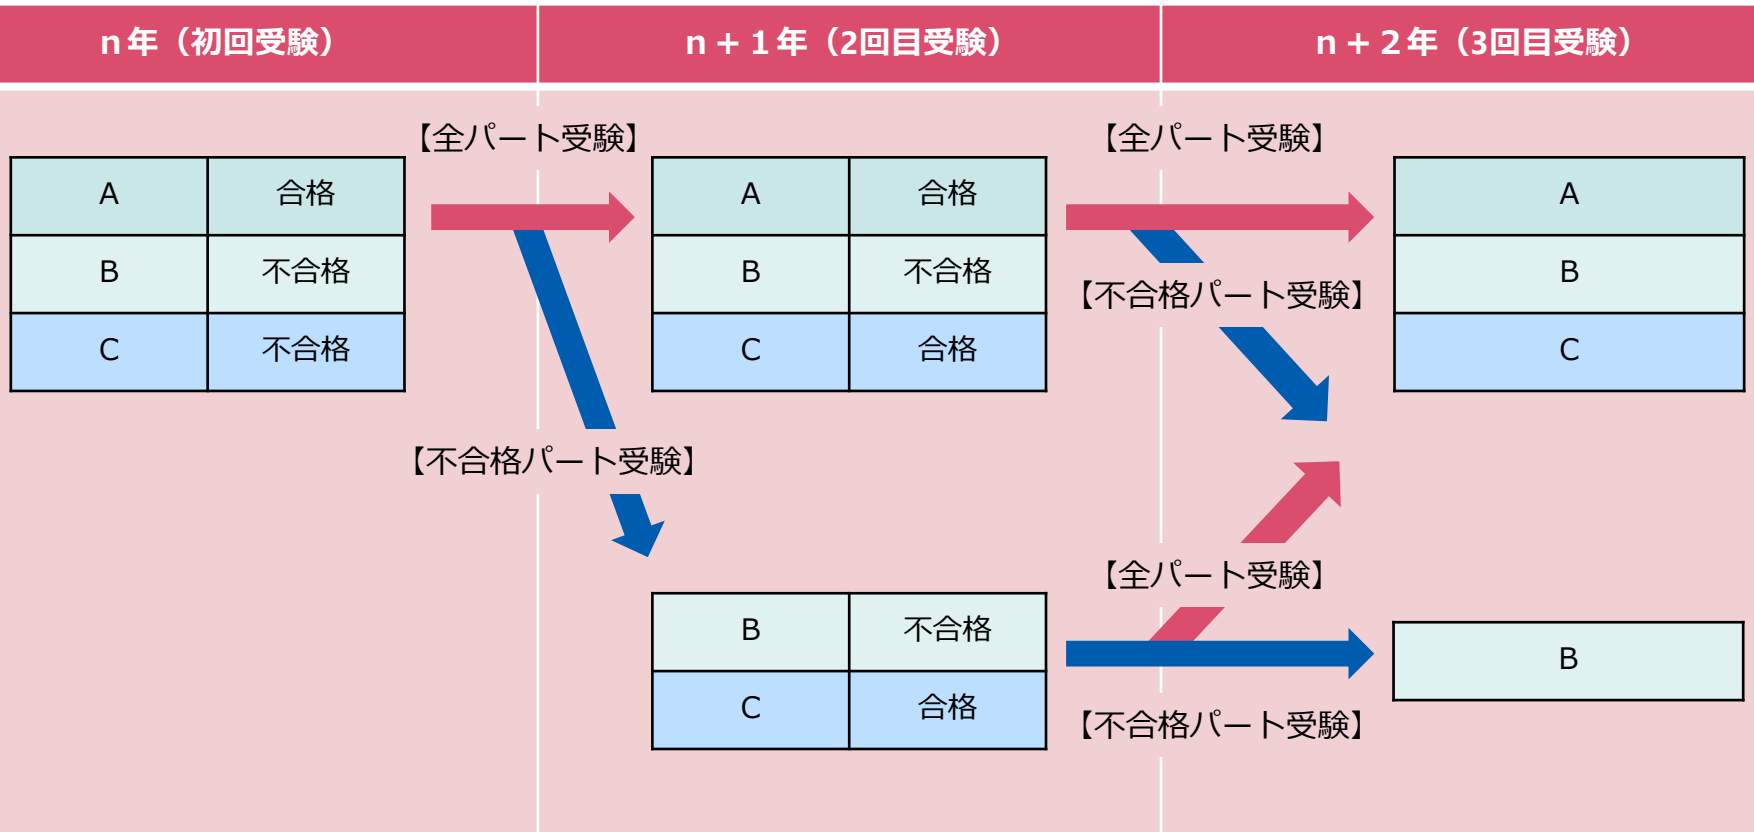 n年（初回受験）
n＋１年（2回目受験）
n＋２年（3回目受験）
【全パート受験】
【全パート受験】
A 合格
B 不合格
C 不合格
A 合格
B 不合格
C 合格
A
B
C
【不合格パート受験】
【不合格パート受験】
【全パート受験】
B 不合格
C 合格
B
【不合格パート受験】